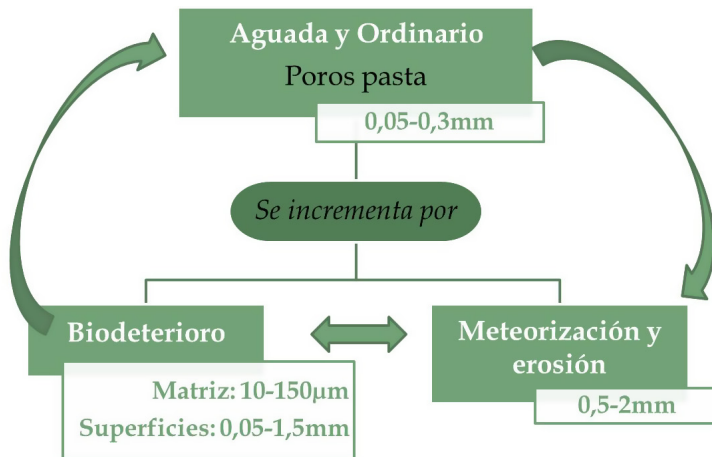 Aguada y Ordinario
Poros pasta
0,05-0,3mm
Se incrementa por
Biodeterioro
Matriz: 10-150µm
Superficies: 0,05-1,5mm
Meteorización y
erosión
0,5-2mm